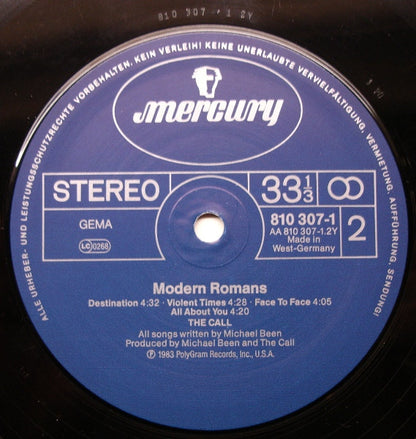 810 307 · 1 2Y
ALLE URHEBER- UND LEISTUNGSSCHUTZRECHTE VORBEHALTEN. KEIN VERLEIH! KEINE UNERLAUBTE VERVIELFÄLTIGUNG, VERMIETUNG, AUFFÜHRUNG, SENDUNG!
mercury
STEREO
33 1/3
GEMA
810 307-1
AA 810 307-1.2Y
Made in
West-Germany
2
LC 0268
Modern Romans
Destination 4:32 · Violent Times 4:28 · Face To Face 4:05
All About You 4:20
THE CALL
All songs written by Michael Been
Produced by Michael Been and The Call
Ⓟ 1983 PolyGram Records, Inc., U.S.A.